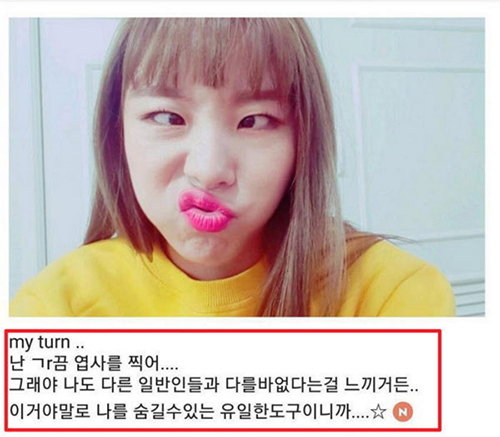 my turn ..
난 ㄱr끔 엽사를 찍어....
그래야 나도 다른 일반인들과 다를바없다는걸 느끼거든..
이거야말로 나를 숨길수있는 유일한도구이니까....☆ N